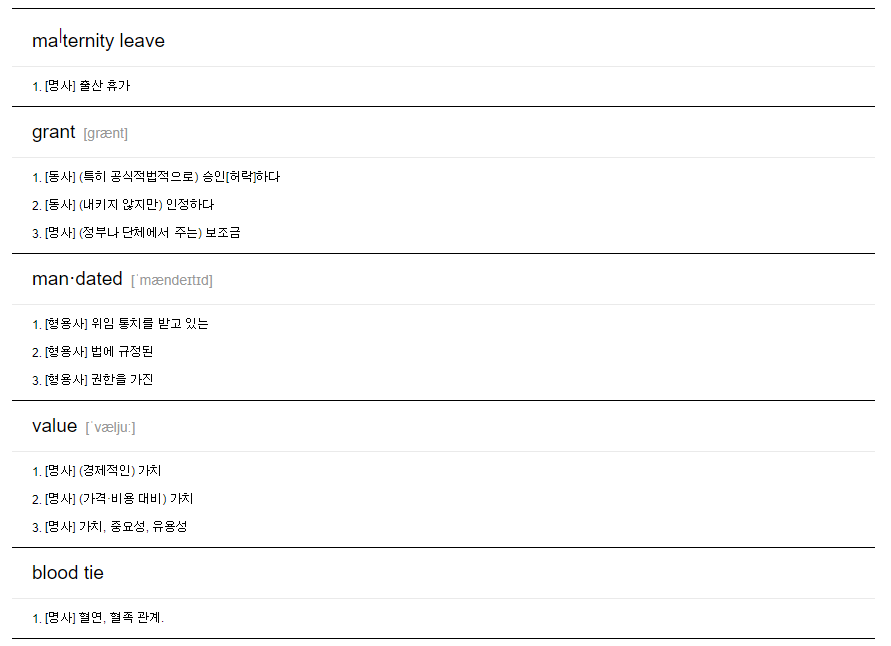 maternity leave
1. [명사] 출산 휴가
grant [grænt]
1. [동사] (특히 공식적법적으로) 승인[허락]하다
2. [동사] (내키지 않지만) 인정하다
3. [명사] (정부나 단체에서 주는) 보조금
man·dated [ˈmændeɪtɪd]
1. [형용사] 위임 통치를 받고 있는
2. [형용사] 법에 규정된
3. [형용사] 권한을 가진
value [ˈvæljuː]
1. [명사] (경제적인) 가치
2. [명사] (가격·비용 대비) 가치
3. [명사] 가치, 중요성, 유용성
blood tie
1. [명사] 혈연, 혈족 관계.